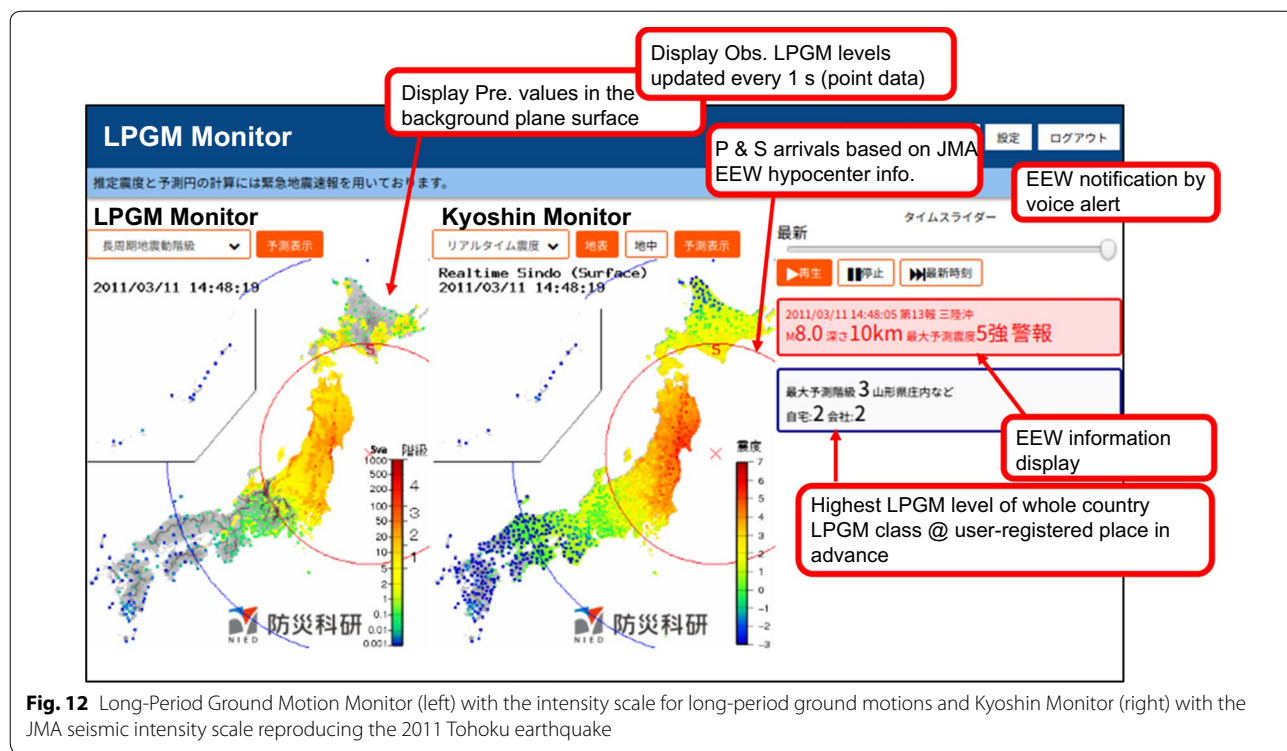 Display Obs. LPGM levels
updated every 1 s (point data)
Display Pre. values in the
background plane surface
LPGM Monitor
設定
ログアウト
P & S arrivals based on JMA
EEW hypocenter info.
推定震度と予測円の計算には緊急地震速報を用いております。
EEW notification by
voice alert
LPGM Monitor
長周期地震動階級
予測表示
2011/03/11 14:48:19
S
Sva 階級
1000
500
200
100
50
20
10
5
2
1
0.1
0.01
0.001
4
3
2
1
NIED 防災科研
Kyoshin Monitor
リアルタイム震度
地表
地中
予測表示
Realtime Sindo (Surface)
2011/03/11 14:48:19
S
震度
7
6
5
4
3
2
1
0
-1
-2
-3
NIED 防災科研
タイムスライダー
最新
▶再生
停止
最新時刻
2011/03/11 14:48:05 第13報 三陸沖
M8.0 深さ10km 最大予測震度5強 警報
最大予測階級 3 山形県庄内など
自宅:2 会社:2
EEW information
display
Highest LPGM level of whole country
LPGM class @ user-registered place in
advance
Fig. 12 Long-Period Ground Motion Monitor (left) with the intensity scale for long-period ground motions and Kyoshin Monitor (right) with the
JMA seismic intensity scale reproducing the 2011 Tohoku earthquake